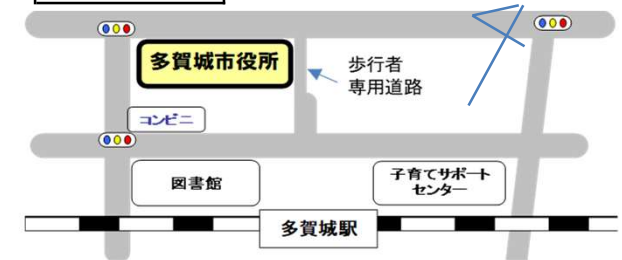 多賀城市役所
歩行者
専用道路
コンビニ
図書館
子育てサポート
センター
多賀城駅